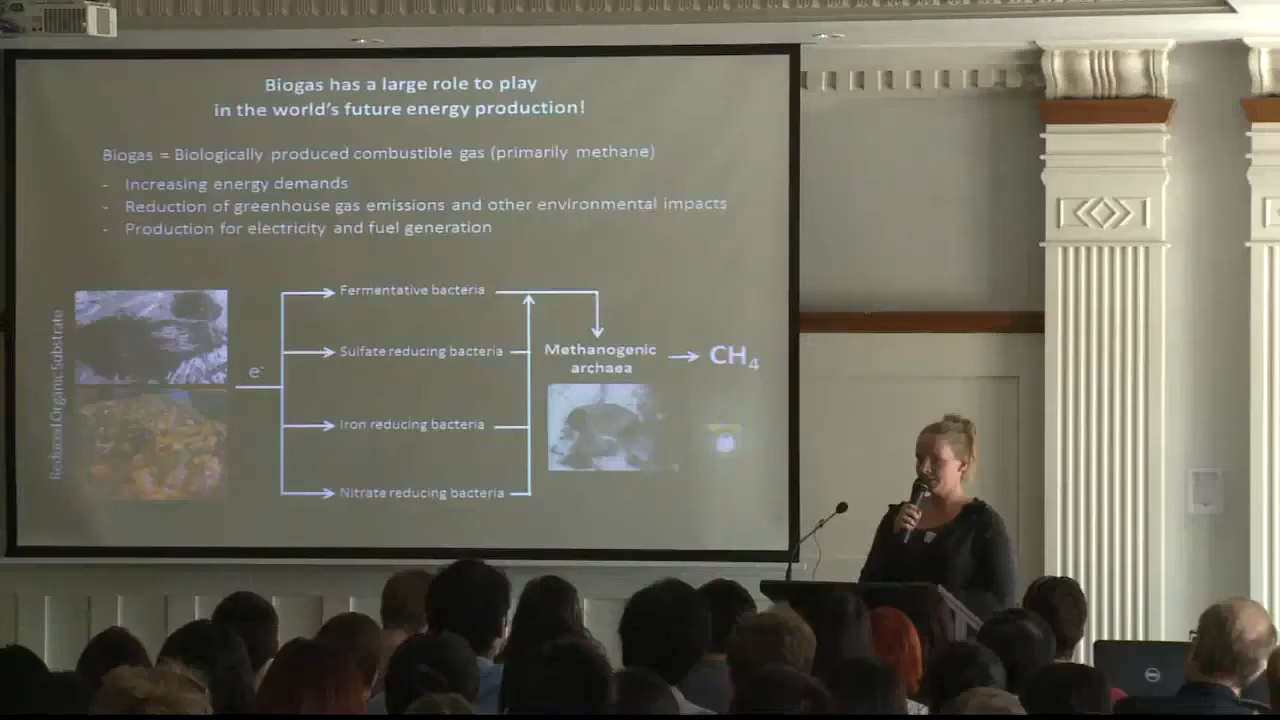 Biogas has a large role to play
in the world's future energy production!
Biogas = Biologically produced combustible gas (primarily methane)
- Increasing energy demands
- Reduction of greenhouse gas emissions and other environmental impacts
- Production for electricity and fuel generation
Reduced Organic Substrate
e-
Fermentative bacteria
Sulfate reducing bacteria
Iron reducing bacteria
Nitrate reducing bacteria
Methanogenic
archaea
CH4
DELL